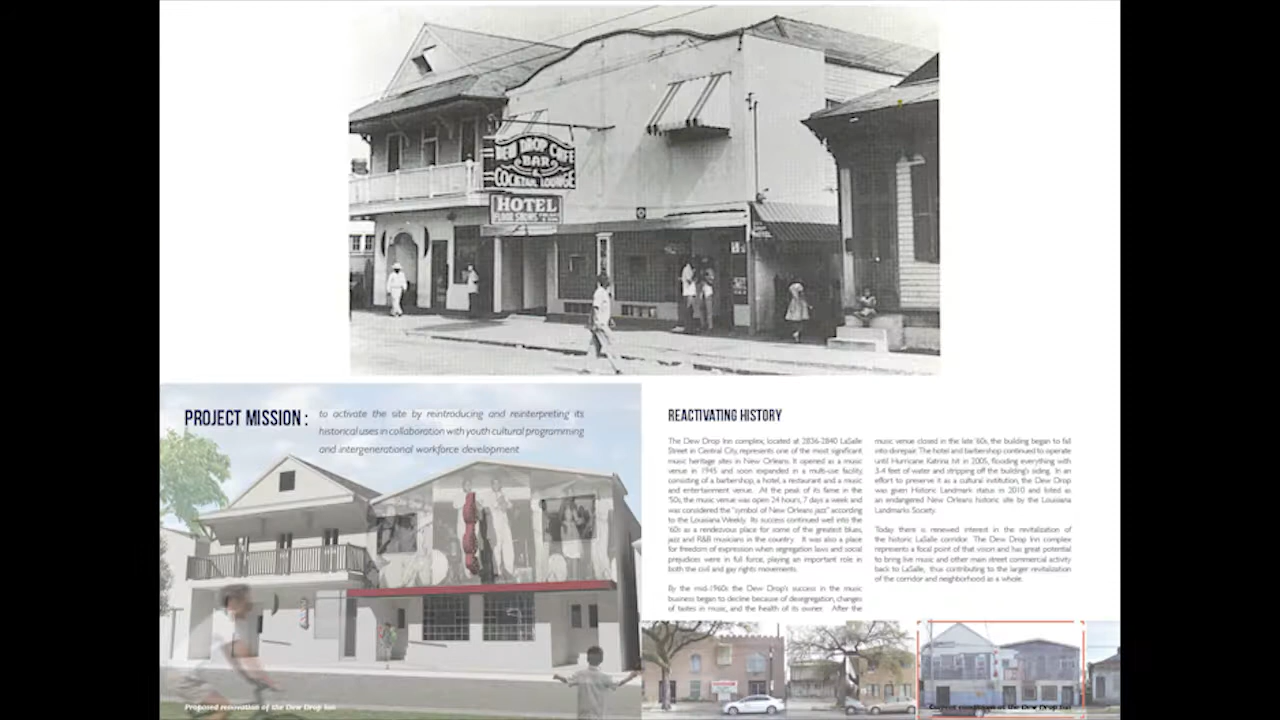 DEW DROP CAFE
BAR
&
COCKTAIL LOUNGE
HOTEL
FLOOR SHOWS
PROJECT MISSION :
to activate the site by reintroducing and reinterpreting its
historical uses in collaboration with youth cultural programming
and intergenerational workforce development
Proposed renovation of the Dew Drop Inn
REACTIVATING HISTORY
The Dew Drop Inn complex, located at 2836-2840 LaSalle
Street in Central City, represents one of the most significant
music heritage sites in New Orleans. It opened as a music
venue in 1945 and soon expanded in a multi-use facility
consisting of a barbershop, a hotel, a restaurant and a music
and entertainment venue. At the peak of its fame in the
'50s, the music venue was open 24 hours, 7 days a week and
was considered the "symbol of New Orleans jazz" according
to the Louisiana Weekly. Its success continued well into the
'60s as a rendezvous place for some of the greatest blues,
jazz and R&B musicians in the country. It was also a place
for freedom of expression when segregation laws and social
prejudices were in full force, playing an important role in
both the civil and gay rights movements.
By the mid-1960s the Dew Drop's success in the music
business began to decline because of desegregation, changes
of tastes in music, and the health of its owner. After the
music venue closed in the late '60s, the building began to fall
into disrepair. The hotel and barbershop continued to operate
until Hurricane Katrina hit in 2005, flooding everything with
3-4 feet of water and stripping off the building's siding. In an
effort to preserve it as a cultural institution, the Dew Drop
was given Historic Landmark status in 2010 and listed as
an endangered New Orleans historic site by the Louisiana
Landmarks Society.
Today there is renewed interest in the revitalization of
the historic LaSalle corridor. The Dew Drop Inn complex
represents a focal point of that vision and has great potential
to bring live music and other main street commercial activity
back to LaSalle, thus contributing to the larger revitalization
of the corridor and neighborhood as a whole.
Current conditions at the Dew Drop Inn